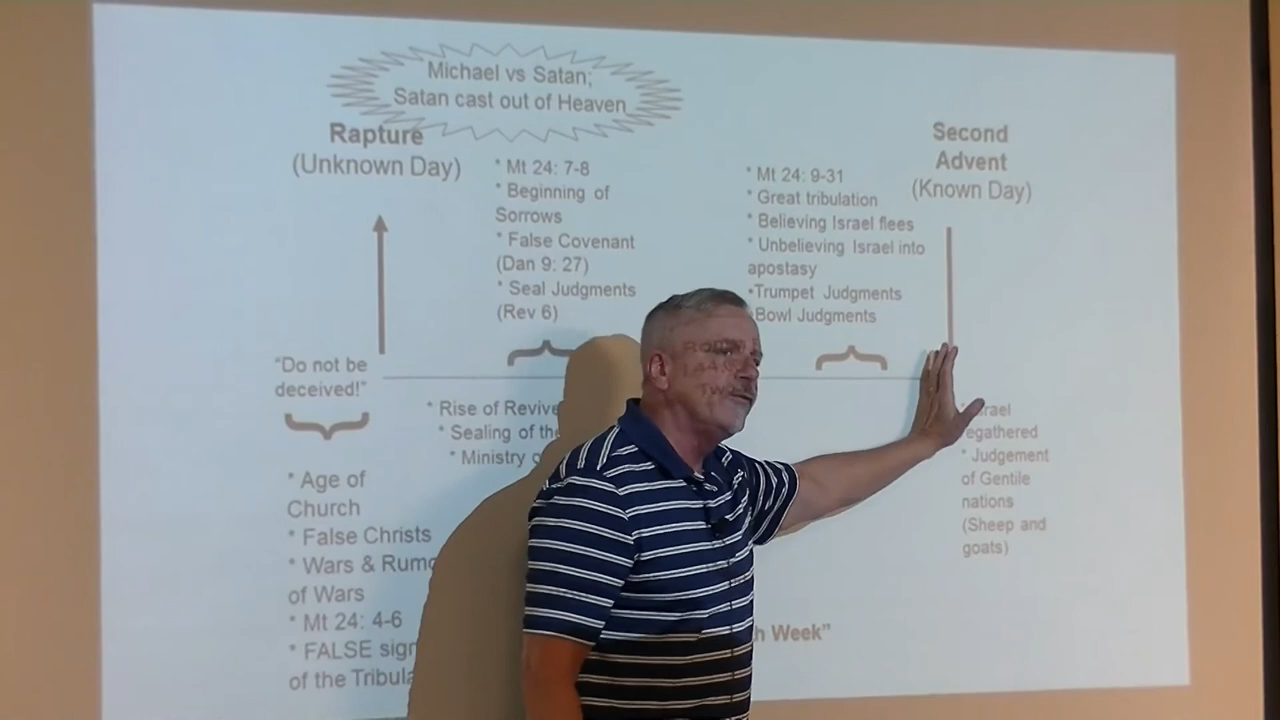 Michael vs Satan;
Satan cast out of Heaven
Rapture
(Unknown Day)
* Mt 24: 7-8
* Beginning of
Sorrows
* False Covenant
(Dan 9: 27)
* Seal Judgments
(Rev 6)
* Mt 24: 9-31
* Great tribulation
* Believing Israel flees
* Unbelieving Israel into
apostasy
•Trumpet Judgments
Bowl Judgments
Second
Advent
(Known Day)
"Do not be
deceived!"
* Rise of Revive
* Sealing of the
* Ministry
* Age of
Church
* False Christs
* Wars & Rumo
of Wars
* Mt 24: 4-6
* FALSE sign
of the Tribula
rael
egathered
* Judgement
of Gentile
nations
(Sheep and
goats)
h Week"